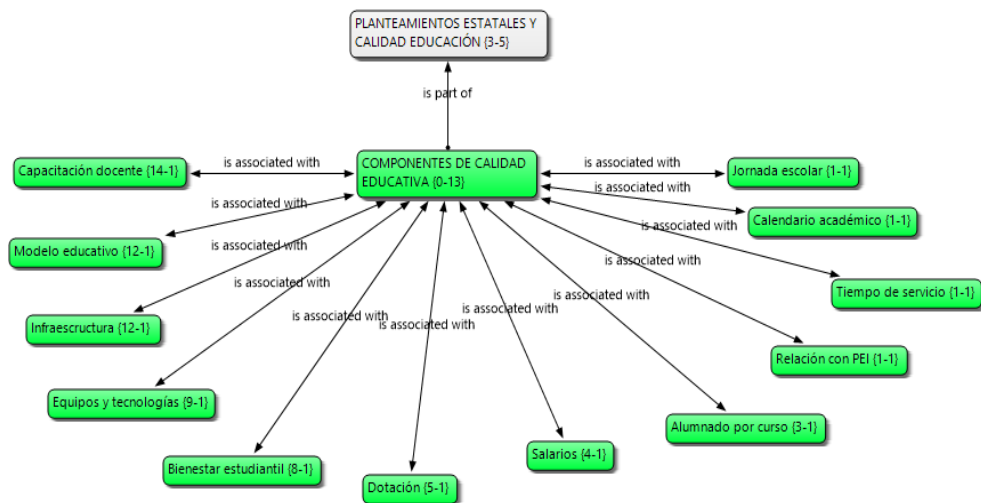 PLANTEAMIENTOS ESTATALES Y
CALIDAD EDUCACIÓN {3-5}
is part of
COMPONENTES DE CALIDAD
EDUCATIVA {0-13}
is associated with
Capacitación docente {14-1}
is associated with
Jornada escolar {1-1}
is associated with
Calendario académico {1-1}
is associated with
Modelo educativo {12-1}
is associated with
Tiempo de servicio {1-1}
is associated with
Infraescructura {12-1}
is associated with
Relación con PEI {1-1}
is associated with
Equipos y tecnologías {9-1}
is associated with
Alumnado por curso {3-1}
is associated with
Bienestar estudiantil {8-1}
is associated with
Dotación {5-1}
is associated with
Salarios {4-1}